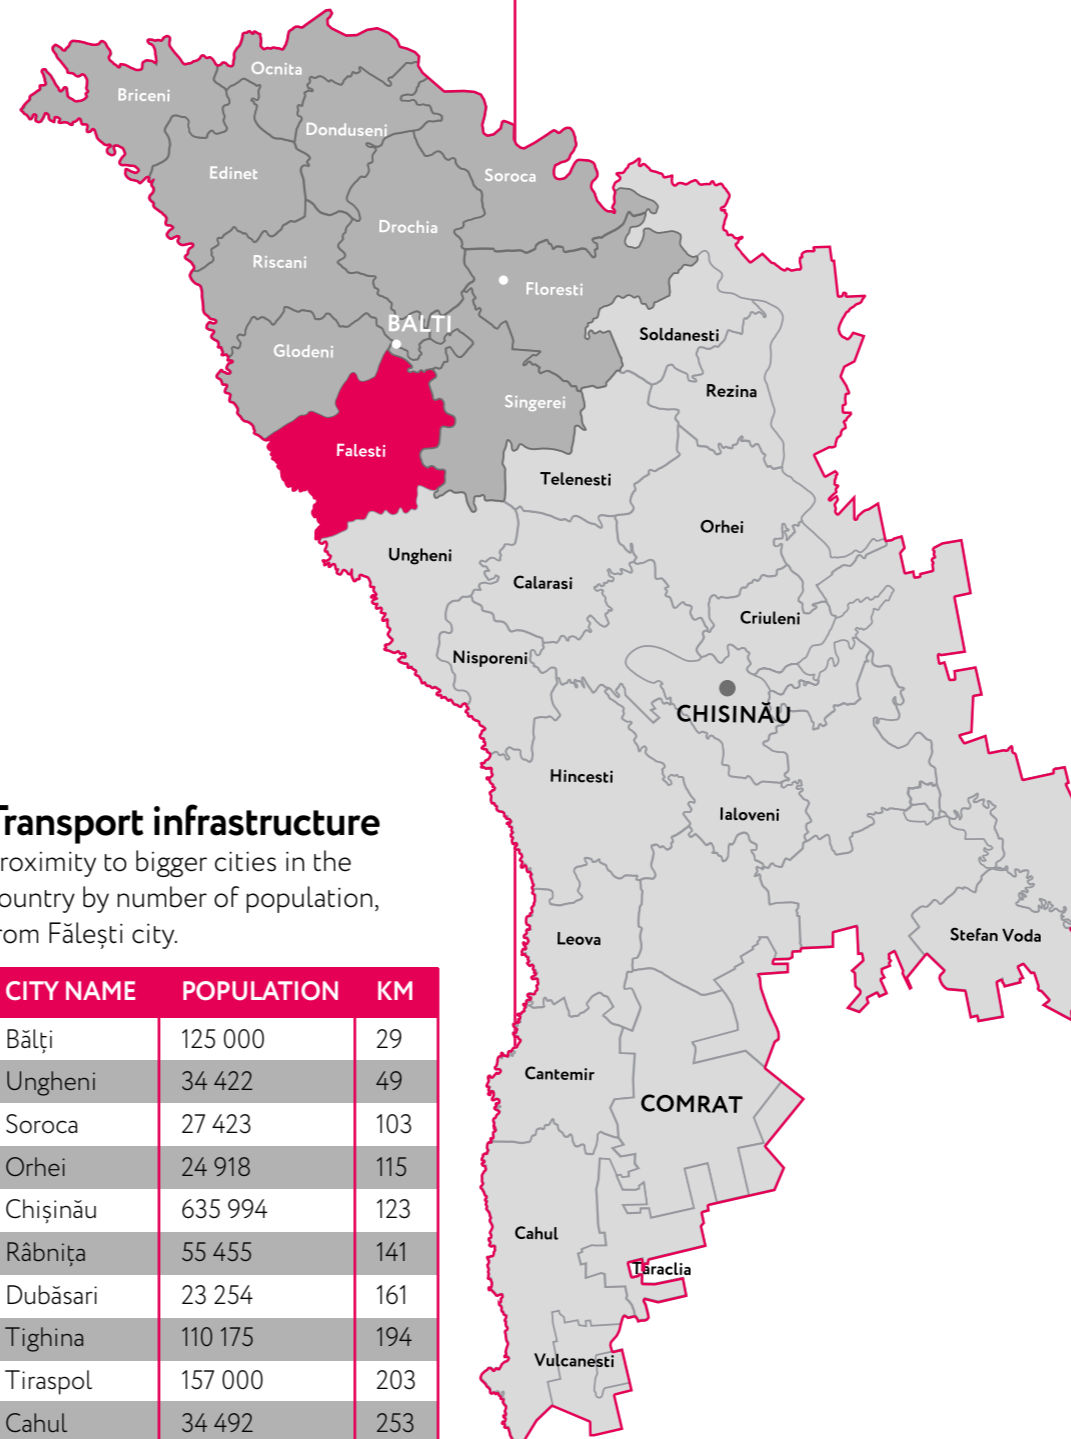 Ocnita
Briceni
Donduseni
Edinet
Soroca
Drochia
Riscani
Floresti
BALTI
Soldanesti
Glodeni
Rezina
Singerei
Falesti
Telenesti
Orhei
Ungheni
Calarasi
Criuleni
Nisporeni
CHISINĂU
Hincesti
Ialoveni
Stefan Voda
Leova
Cantemir
COMRAT
Cahul
Taraclia
Vulcanesti
Transport infrastructure
roximity to bigger cities in the
ountry by number of population,
rom Fălești city.
CITY NAME POPULATION KM
Bălți 125 000 29
Ungheni 34 422 49
Soroca 27 423 103
Orhei 24 918 115
Chișinău 635 994 123
Râbnița 55 455 141
Dubăsari 23 254 161
Tighina 110 175 194
Tiraspol 157 000 203
Cahul 34 492 253